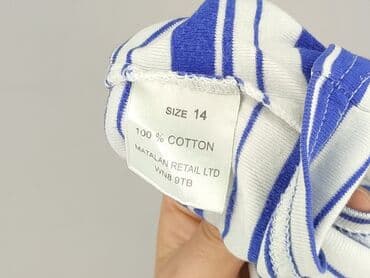 SIZE 14
100 % COTTON
MATALAN RETAIL LTD
WN8 9TB